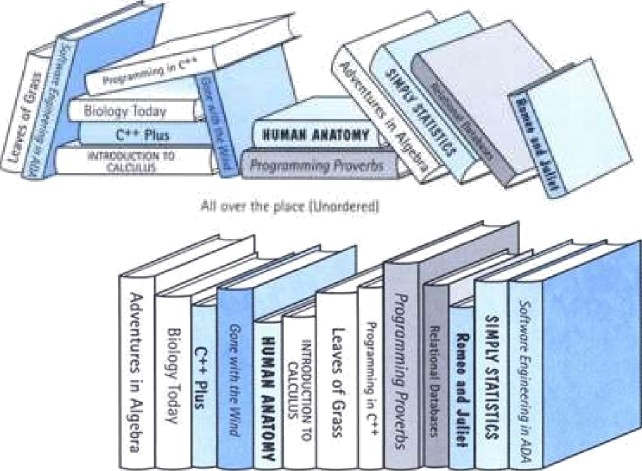 Leaves of Grass
Software Engineering in ADA
Programming in C++
Biology Today
C++ Plus
INTRODUCTION TO
CALCULUS
Gone with the Wind
HUMAN ANATOMY
Programming Proverbs
Adventures in Algebra
SIMPLY STATISTICS
Relational Databases
Romeo and Juliet
All over the place (Unordered)
Adventures in Algebra
Biology Today
C++ Plus
Gone with the Wind
HUMAN ANATOMY
INTRODUCTION TO
CALCULUS
Leaves of Grass
Programming in C++
Programming Proverbs
Relational Databases
Romeo and Juliet
SIMPLY STATISTICS
Software Engineering in ADA